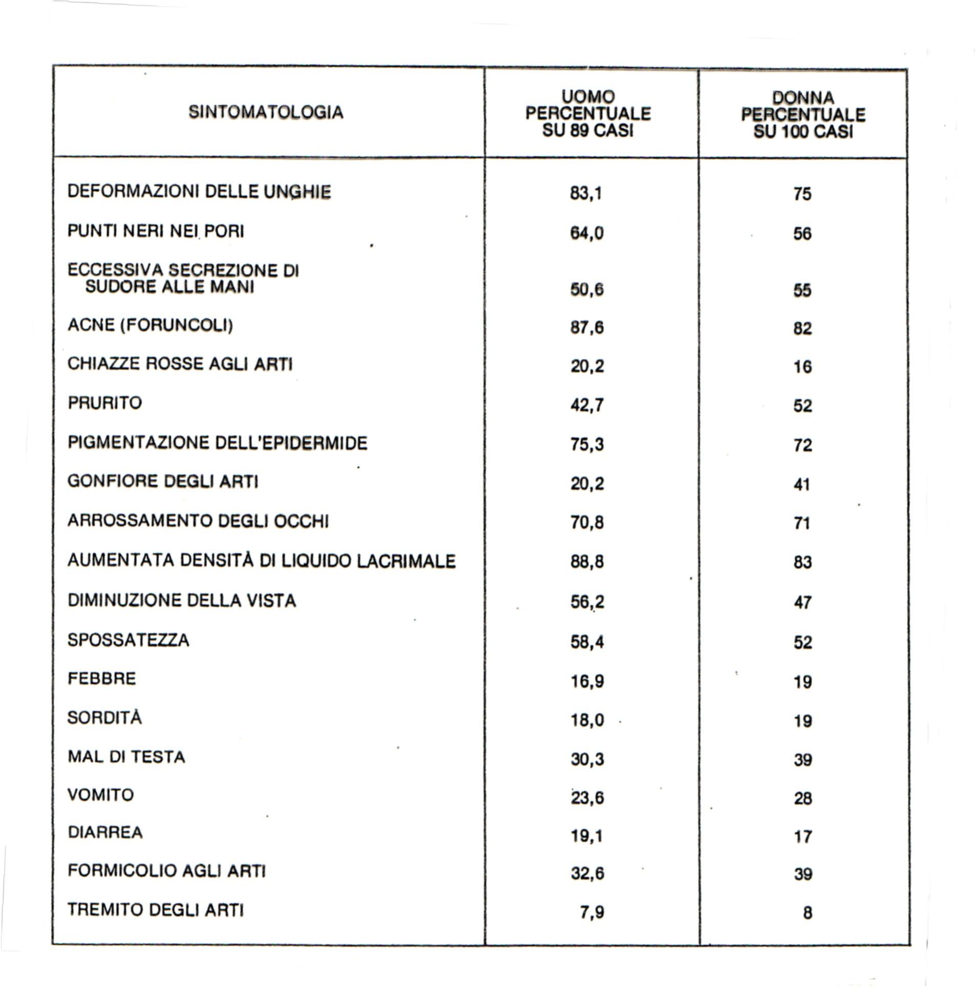 SINTOMATOLOGIA
UOMO
PERCENTUALE
SU 89 CASI
DONNA
PERCENTUALE
SU 100 CASI
DEFORMAZIONI DELLE UNGHIE 83,1 75
PUNTI NERI NEI PORI 64,0 56
ECCESSIVA SECREZIONE DI
SUDORE ALLE MANI 50,6 55
ACNE (FORUNCOLI) 87,6 82
CHIAZZE ROSSE AGLI ARTI 20,2 16
PRURITO 42,7 52
PIGMENTAZIONE DELL'EPIDERMIDE 75,3 72
GONFIORE DEGLI ARTI 20,2 41
ARROSSAMENTO DEGLI OCCHI 70,8 71
AUMENTATA DENSITÀ DI LIQUIDO LACRIMALE 88,8 83
DIMINUZIONE DELLA VISTA 56,2 47
SPOSSATEZZA 58,4 52
FEBBRE 16,9 19
SORDITÀ 18,0 19
MAL DI TESTA 30,3 39
VOMITO 23,6 28
DIARREA 19,1 17
FORMICOLIO AGLI ARTI 32,6 39
TREMITO DEGLI ARTI 7,9 8